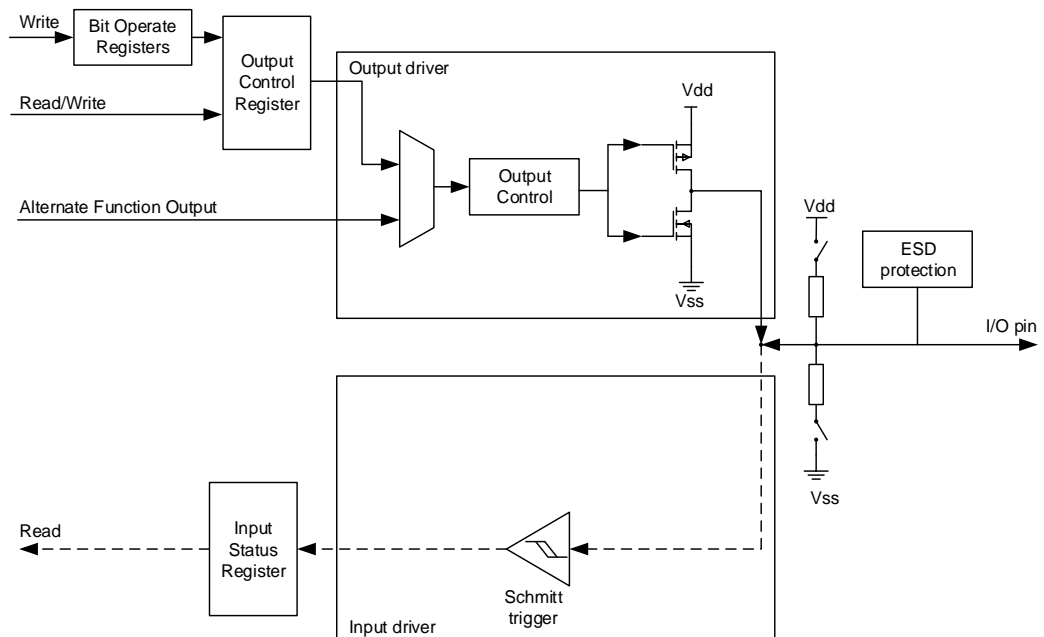 Write
Bit Operate
Registers
Output
Control
Register
Read/Write
Alternate Function Output
Output driver
Output
Control
Vdd
Vss
Vdd
ESD
protection
I/O pin
Vss
Read
Input
Status
Register
Schmitt
trigger
Input driver